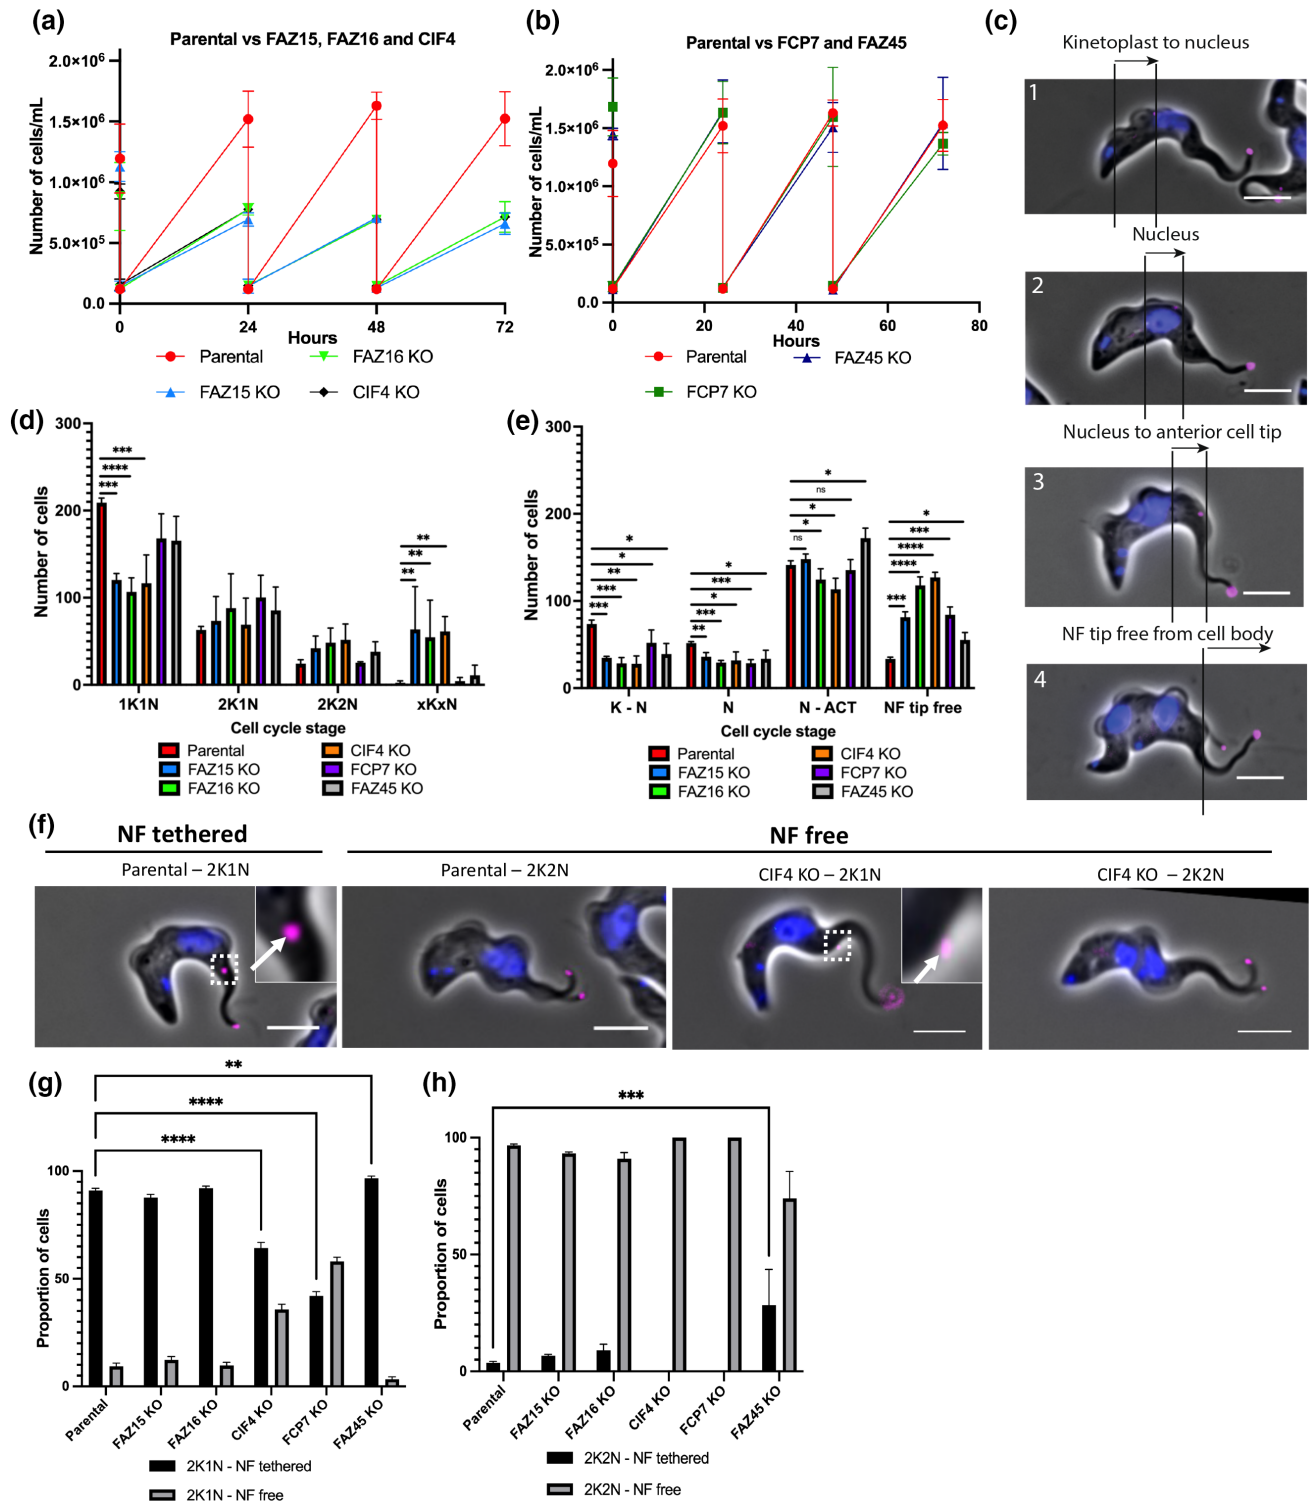 (a)
Parental vs FAZ15, FAZ16 and CIF4
Number of cells/mL
2.0×10⁶
1.5×10⁶
1.0×10⁶
5.0×10⁵
0.0
0
24
48
72
Hours
Parental
FAZ16 KO
FAZ15 KO
CIF4 KO
(b)
Parental vs FCP7 and FAZ45
Number of cells/mL
2.0×10⁶
1.5×10⁶
1.0×10⁶
5.0×10⁵
0.0
0
20
40
60
80
Hours
Parental
FAZ45 KO
FCP7 KO
(c)
Kinetoplast to nucleus
1
Nucleus
2
Nucleus to anterior cell tip
3
NF tip free from cell body
4
(d)
Number of cells
300
200
100
0
***
****
***
**
**
**
1K1N
2K1N
2K2N
xKxN
Cell cycle stage
Parental
CIF4 KO
FAZ15 KO
FCP7 KO
FAZ16 KO
FAZ45 KO
(e)
Number of cells
300
200
100
0
*
*
**
***
***
*
***
*
***
**
*
ns
*
*
ns
*
***
****
****
***
K - N
N
N - ACT
NF tip free
Cell cycle stage
Parental
CIF4 KO
FAZ15 KO
FCP7 KO
FAZ16 KO
FAZ45 KO
(f)
NF tethered
NF free
Parental – 2K1N
Parental – 2K2N
CIF4 KO – 2K1N
CIF4 KO – 2K2N
(g)
**
****
****
Proportion of cells
100
50
0
Parental
FAZ15 KO
FAZ16 KO
CIF4 KO
FCP7 KO
FAZ45 KO
2K1N - NF tethered
2K1N - NF free
(h)
***
Proportion of cells
100
50
0
Parental
FAZ15 KO
FAZ16 KO
CIF4 KO
FCP7 KO
FAZ45 KO
2K2N - NF tethered
2K2N - NF free